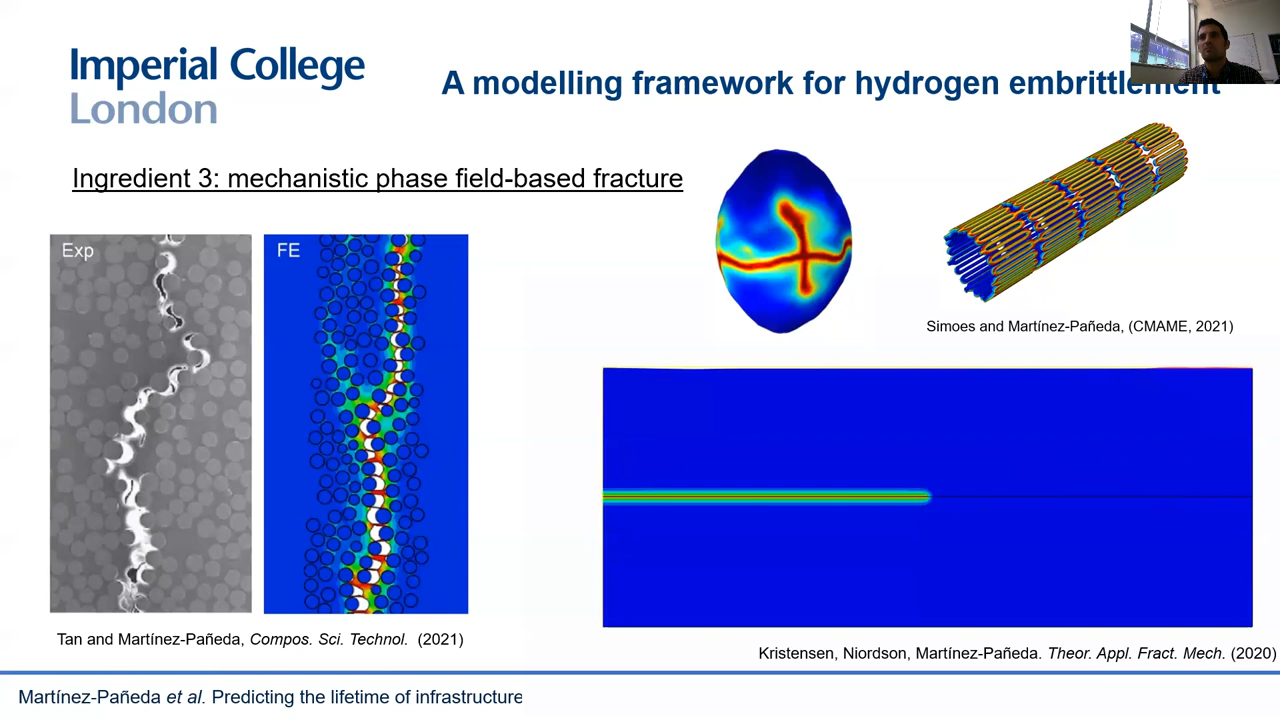 Imperial College
London
A modelling framework for hydrogen embrittlement
Ingredient 3: mechanistic phase field-based fracture
Exp
FE
Simoes and Martínez-Pañeda, (CMAME, 2021)
Tan and Martínez-Pañeda, Compos. Sci. Technol. (2021)
Kristensen, Niordson, Martínez-Pañeda. Theor. Appl. Fract. Mech. (2020)
Martínez-Pañeda et al. Predicting the lifetime of infrastructure